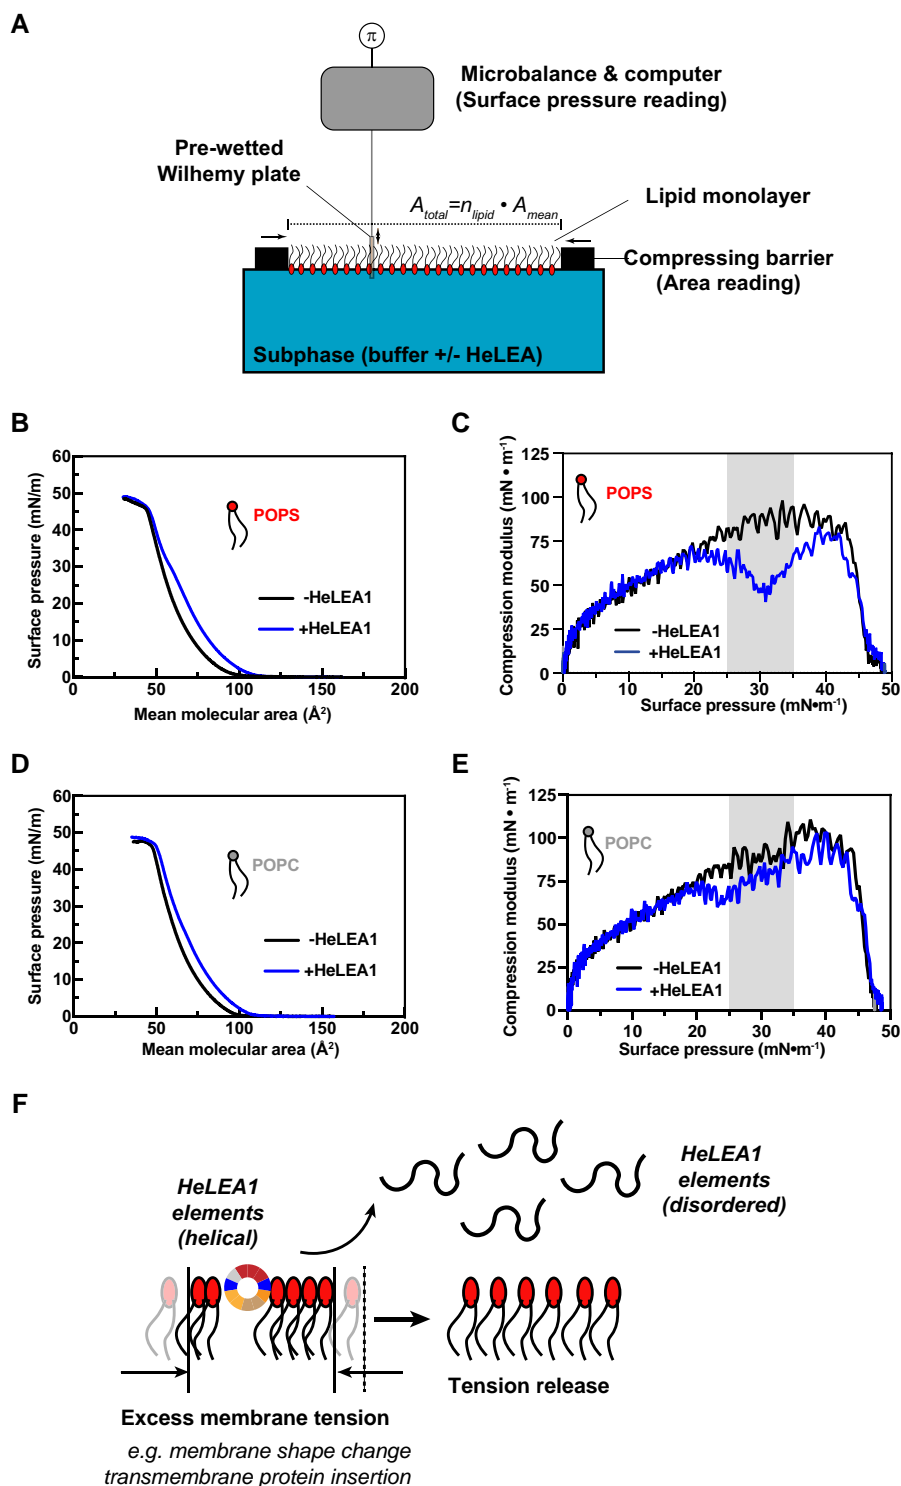 A
π
Microbalance & computer
(Surface pressure reading)
Pre-wetted
Wilhemy plate
A_total=n_lipid • A_mean
Lipid monolayer
Compressing barrier
(Area reading)
Subphase (buffer +/- HeLEA)
B
Surface pressure (mN/m)
60
50
40
30
20
10
0
0
50
100
150
200
Mean molecular area (Å²)
POPS
-HeLEA1
+HeLEA1
C
Compression modulus (mN • m⁻¹)
125
100
75
50
25
0
0
10
20
30
40
50
Surface pressure (mN•m⁻¹)
POPS
-HeLEA1
+HeLEA1
D
Surface pressure (mN/m)
60
50
40
30
20
10
0
0
50
100
150
200
Mean molecular area (Å²)
POPC
-HeLEA1
+HeLEA1
E
Compression modulus (mN • m⁻¹)
125
100
75
50
25
0
0
10
20
30
40
50
Surface pressure (mN•m⁻¹)
POPC
-HeLEA1
+HeLEA1
F
HeLEA1
elements
(helical)
HeLEA1
elements
(disordered)
Excess membrane tension
e.g. membrane shape change
transmembrane protein insertion
Tension release